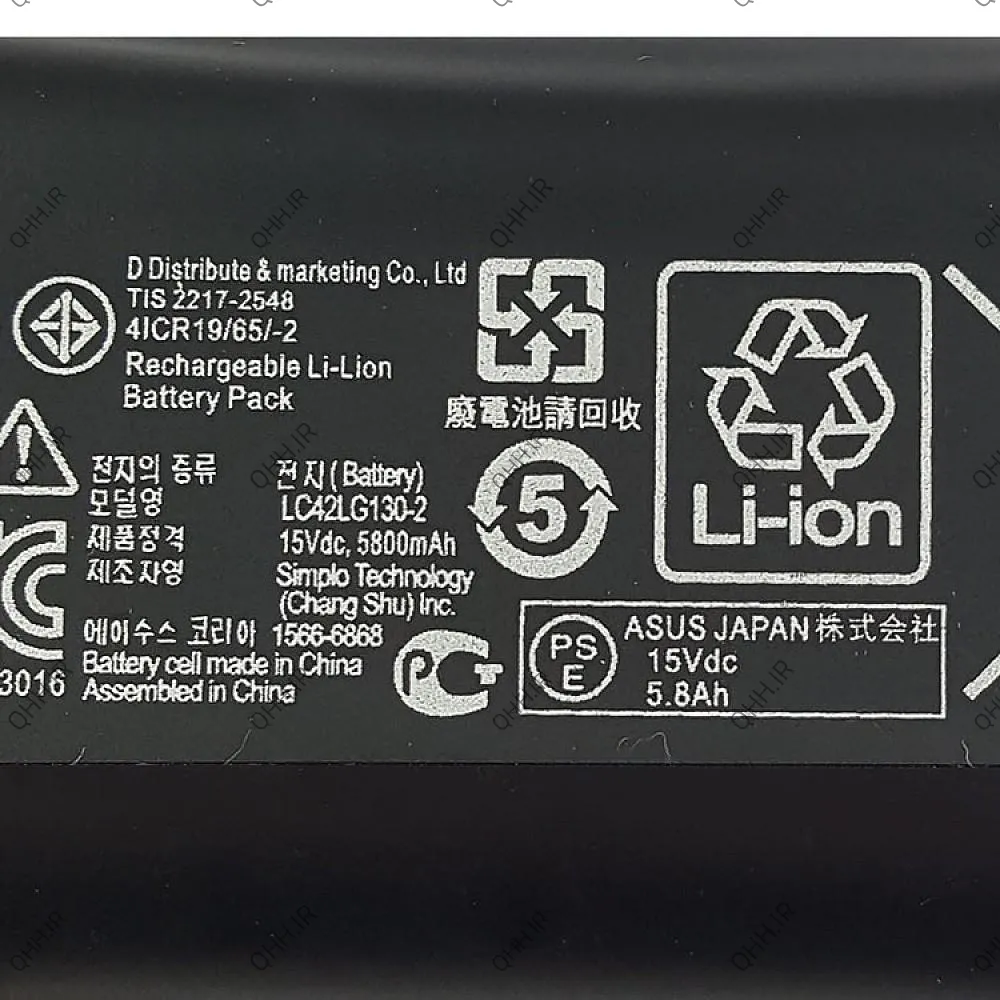 D Distribute & marketing Co., Ltd
TIS 2217-2548
4ICR19/65/-2
Rechargeable Li-Lion
Battery Pack
廢電池請回收
전지의 종류 전지 ( Battery)
모델명 LC42LG130-2
제품정격 15Vdc, 5800mAh
제조자영 Simplo Technology
(Chang Shu) Inc.
에이수스 코리아 1566-6868
Battery cell made in China
Assembled in China
3016
5
Li-ion
PCT
PS
E
ASUS JAPAN 株式会社
15Vdc
5.8Ah
QHH.IR